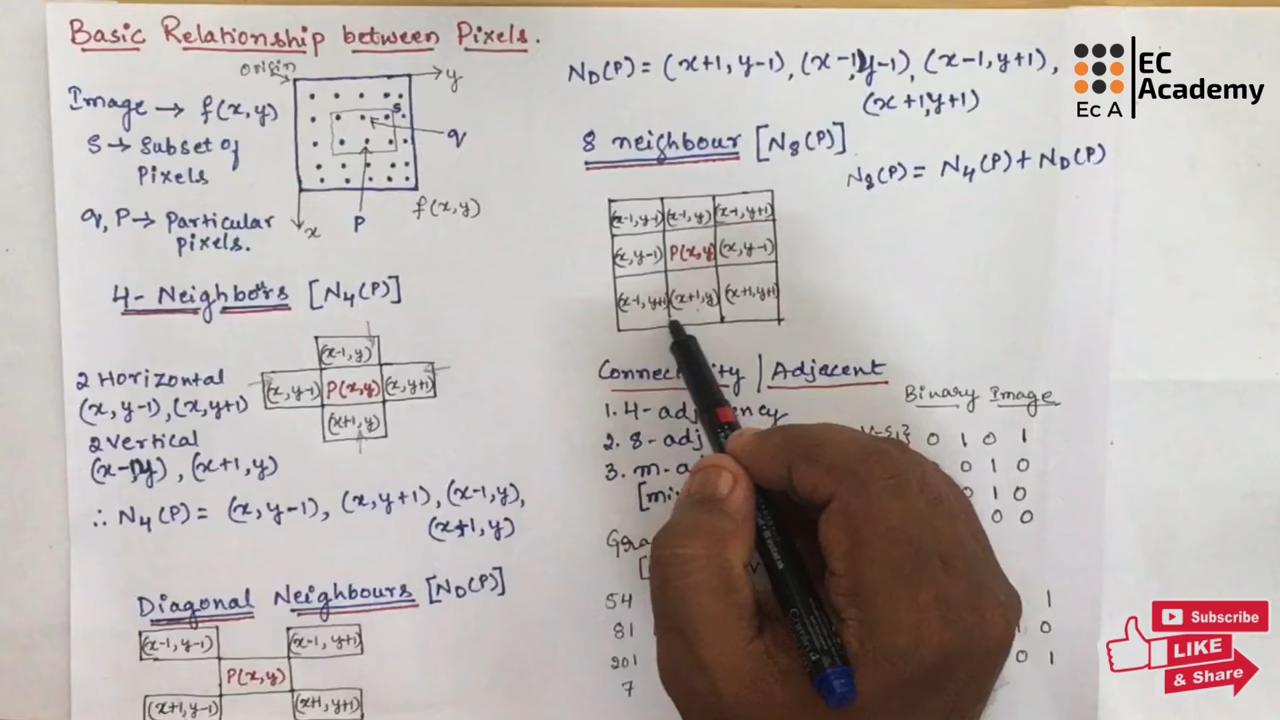 Basic Relationship between Pixels.
origin
y
Image → f(x,y)
S
S → Subset of
Pixels
q
q, P → Particular
pixels.
x
P
f(x,y)
4-Neighbors [N4(P)]
(x-1,y)
2 Horizontal
(x,y-1) P(x,y) (x,y+1)
(x,y-1), (x,y+1)
(x+1,y)
2 Vertical
(x-1,y), (x+1,y)
∴ N4(P) = (x,y-1), (x,y+1), (x-1,y),
(x+1,y)
Diagonal Neighbours [ND(P)]
(x-1,y-1) (x-1,y+1)
P(x,y)
(x+1,y-1) (x+1,y+1)
ND(P) = (x+1,y-1), (x-1,y-1), (x-1,y+1),
(x+1,y+1)
8 neighbour [N8(P)]
N8(P) = N4(P) + ND(P)
(x-1,y-1) (x-1,y) (x-1,y+1)
(x,y-1) P(x,y) (x,y-1)
(x-1,y+1) (x+1,y) (x+1,y+1)
Connectivity | Adjacent
Binary Image
1. 4-adjacency
2. 8-adj
0 1 0 1
3. m-a
0 1 0
1 0
0 0
54
1
81
0
201
0 1
7
EC
Academy
Ec A
Subscribe
LIKE
& Share